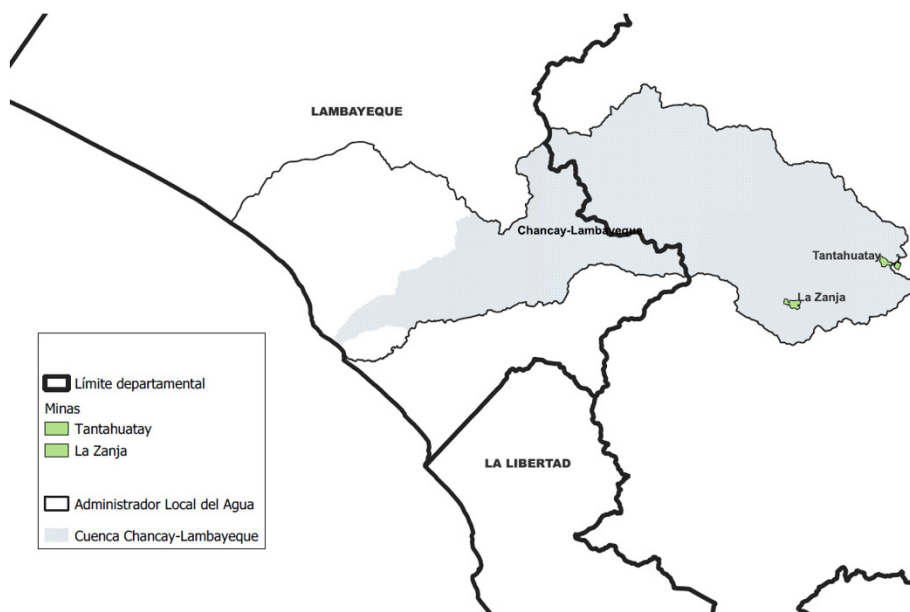 LAMBAYEQUE
Chancay-Lambayeque
Tantahuatay
La Zanja
Límite departamental
Minas
Tantahuatay
La Zanja
LA LIBERTAD
Administrador Local del Agua
Cuenca Chancay-Lambayeque